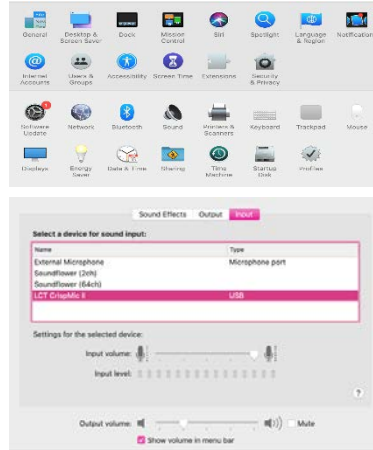 General Desktop & Screen Saver Dock Mission Control Siri Spotlight Language & Region Notifications
Internet Accounts Users & Groups Accessibility Screen Time Extensions Security & Privacy
Software Update Network Bluetooth Sound Printers & Scanners Keyboard Trackpad Mouse
Displays Energy Saver Date & Time Sharing Time Machine Startup Disk Profiles
Sound Effects Output Input
Select a device for sound input:
Name Type
External Microphone Microphone port
Soundflower (2ch)
Soundflower (64ch)
LCT CrispMic II USB
Settings for the selected device:
Input volume:
Input level:
?
Output volume: Mute
Show volume in menu bar